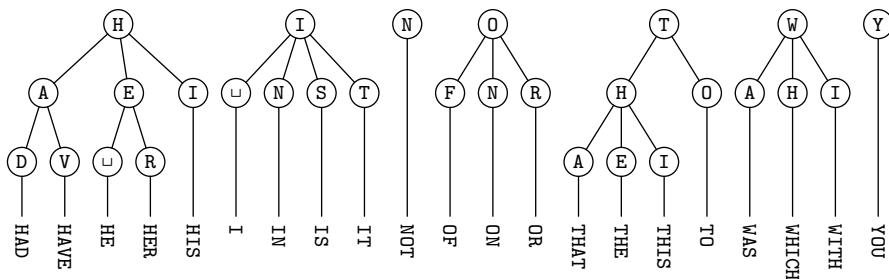 H I N O T W Y
A E I ␣ N S T F N R H O A H I
D V ␣ R A E I
HAD HAVE HE HER HIS I IN IS IT NOT OF ON OR THAT THE THIS TO WAS WHICH WITH YOU